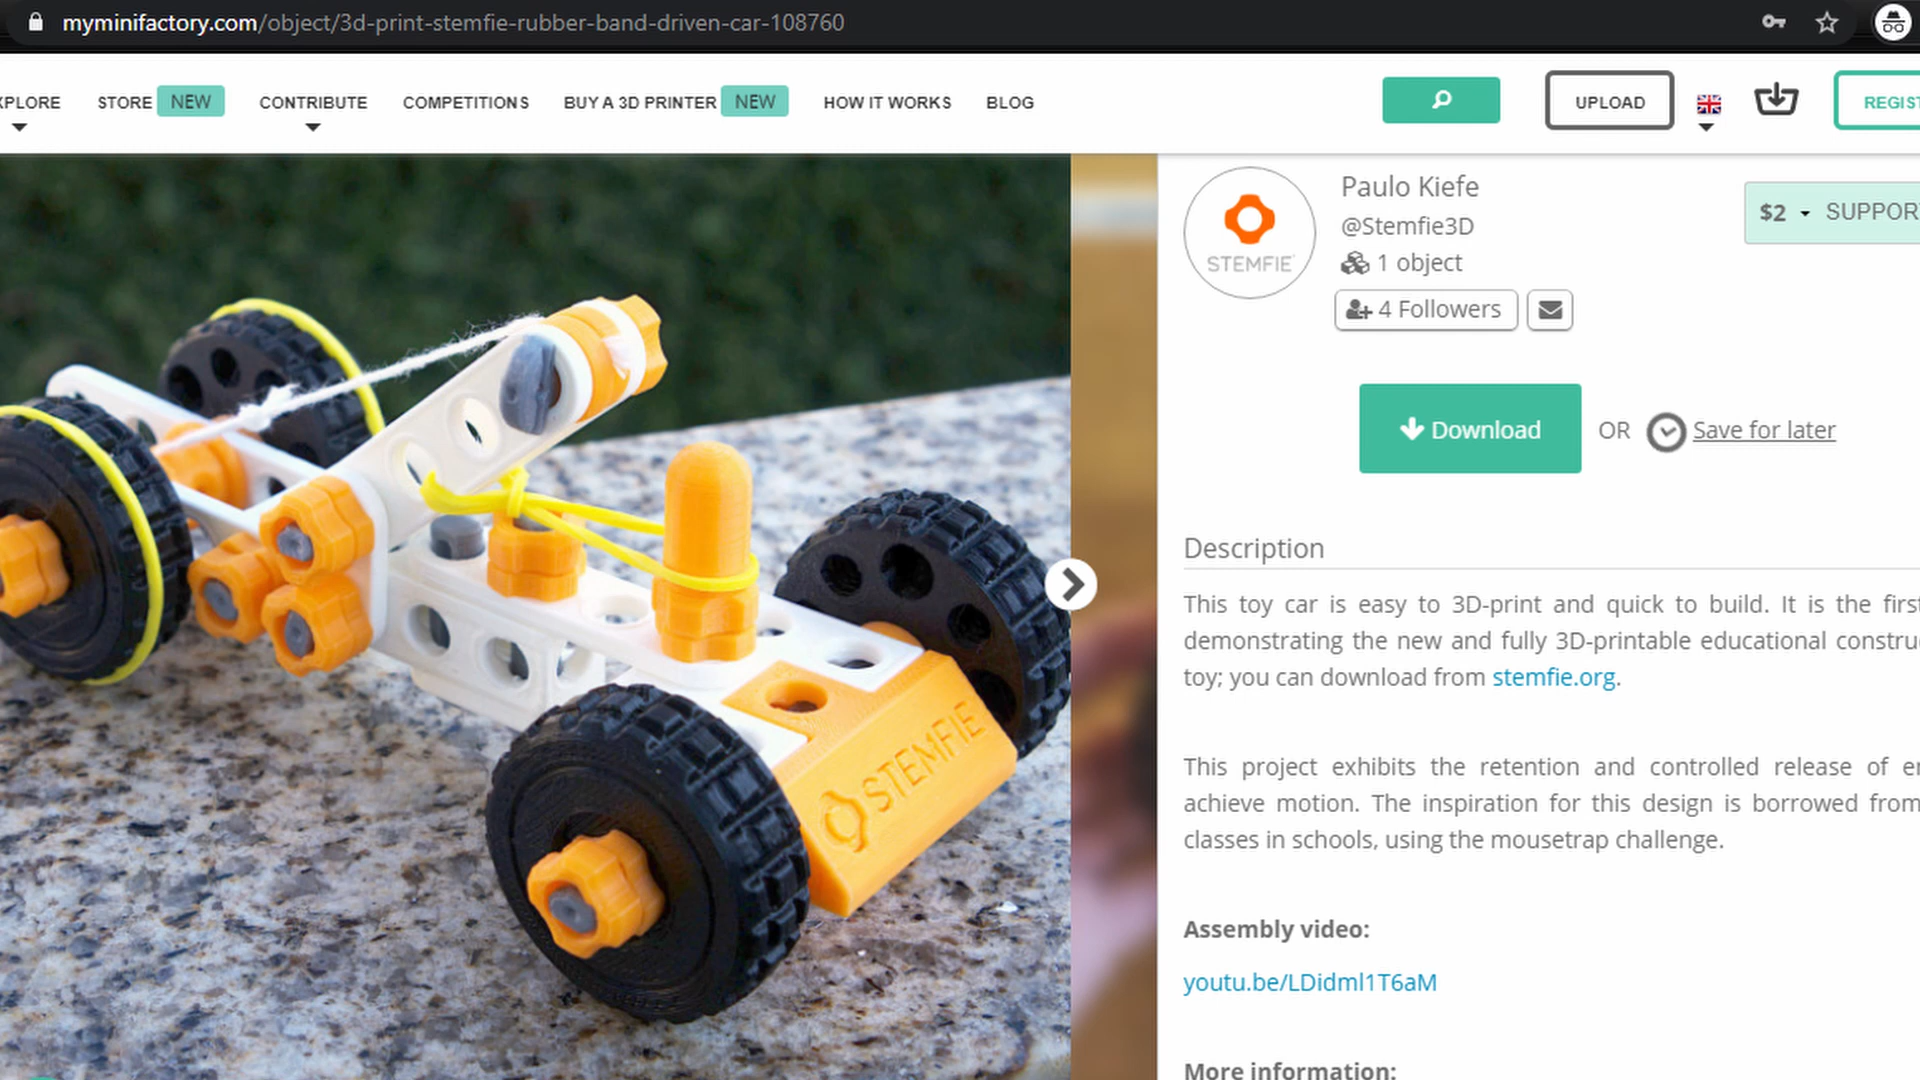 myminifactory.com/object/3d-print-stemfie-rubber-band-driven-car-108760
XPLORE STORE NEW CONTRIBUTE COMPETITIONS BUY A 3D PRINTER NEW HOW IT WORKS BLOG UPLOAD REGIST
Paulo Kiefe
@Stemfie3D
1 object
4 Followers
$2 SUPPOR
STEMFIE
Download OR Save for later
Description
This toy car is easy to 3D-print and quick to build. It is the first
demonstrating the new and fully 3D-printable educational constru
toy; you can download from stemfie.org.
This project exhibits the retention and controlled release of en
achieve motion. The inspiration for this design is borrowed from
classes in schools, using the mousetrap challenge.
Assembly video:
youtu.be/LDidml1T6aM
More information:
STEMFIE